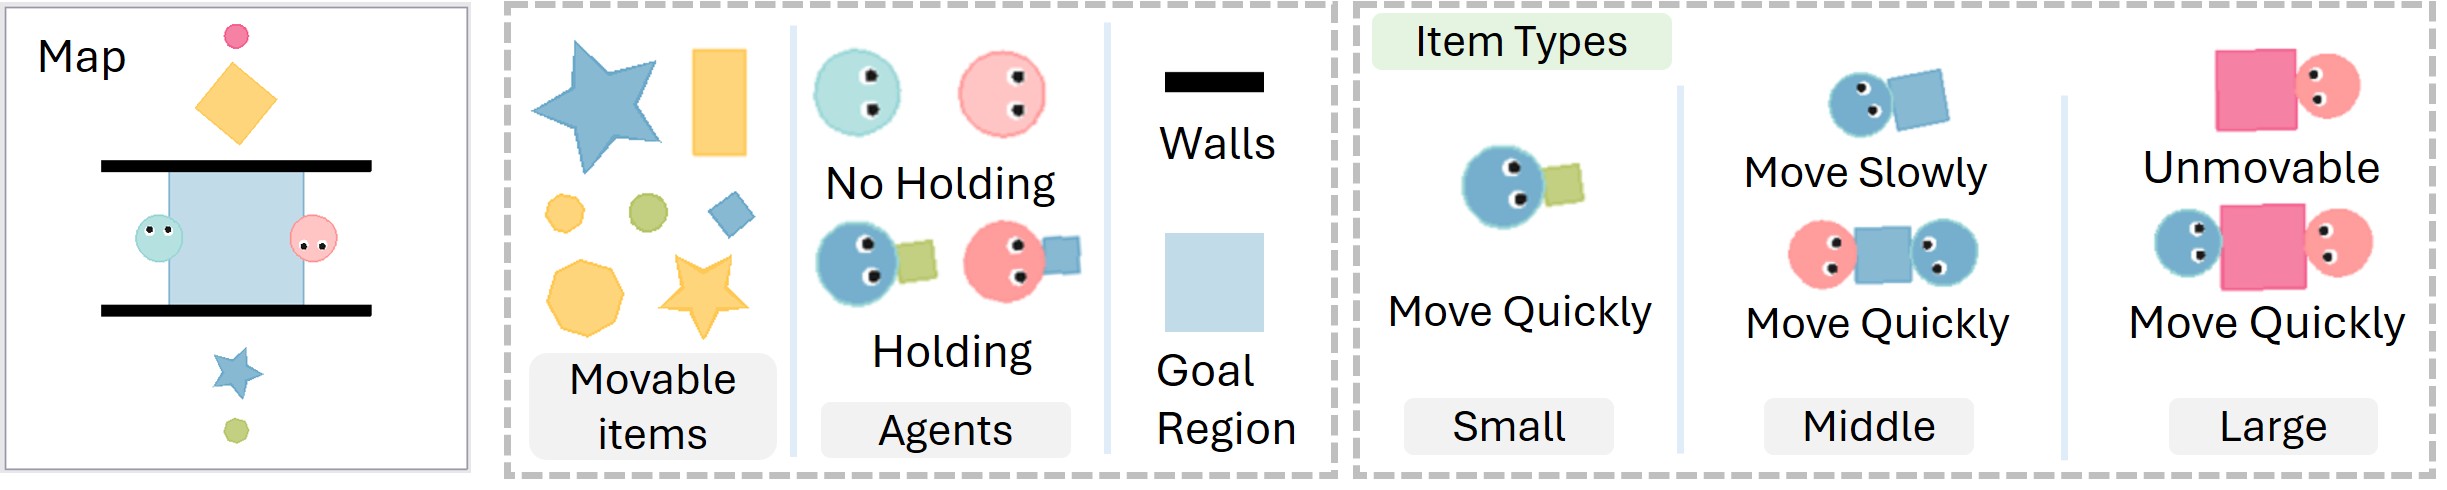 Map
Movable
items
No Holding
Holding
Agents
Walls
Goal
Region
Item Types
Move Quickly
Small
Move Slowly
Move Quickly
Middle
Unmovable
Move Quickly
Large